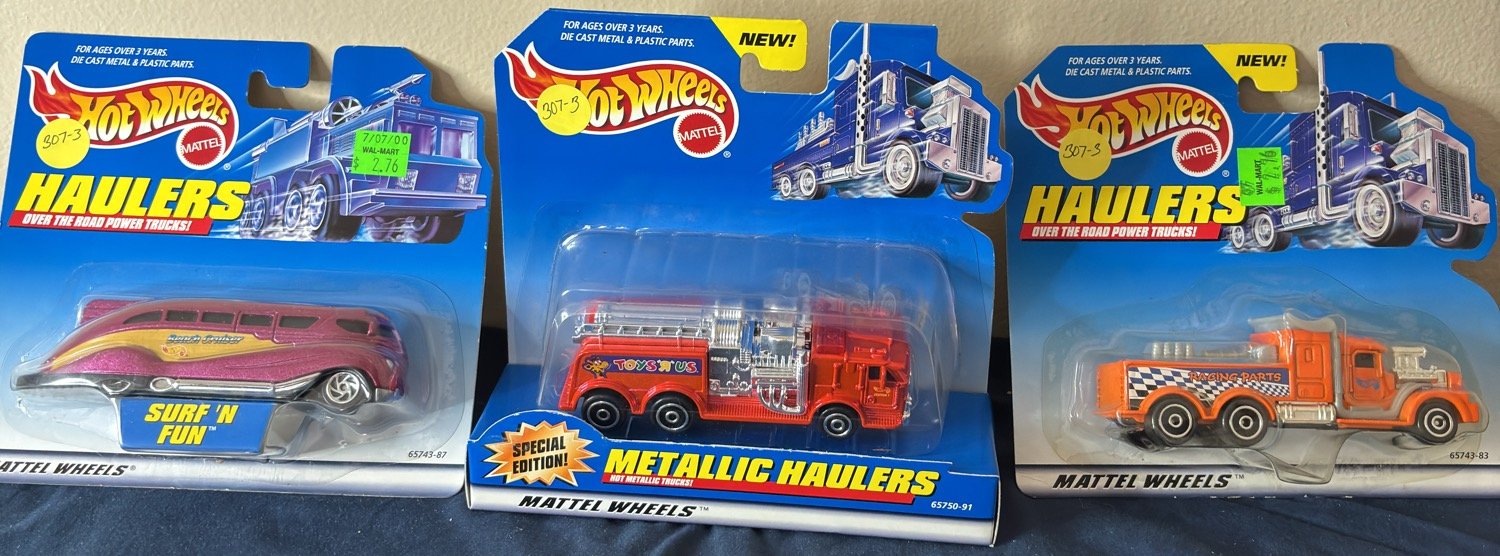 FOR AGES OVER 3 YEARS.
DIE CAST METAL & PLASTIC PARTS.
HOT WHEELS
MATTEL
®
307-3
7/07/00
WAL-MART
$ 2.76
HAULERS
OVER THE ROAD POWER TRUCKS!
SURF 'N
FUN™
65743-87
ATTEL WHEELS®
FOR AGES OVER 3 YEARS.
DIE CAST METAL & PLASTIC PARTS.
NEW!
307-3
HOT WHEELS
MATTEL
®
TOYS "R" US
SPECIAL
EDITION!
METALLIC HAULERS
HOT METALLIC TRUCKS!
65750-91
MATTEL WHEELS™
FOR AGES OVER 3 YEARS.
DIE CAST METAL & PLASTIC PARTS.
NEW!
HOT WHEELS
307-3
MATTEL
®
WAL-MART
HAULERS
OVER THE ROAD POWER TRUCKS!
RACING PARTS
65743-83
MATTEL WHEELS™